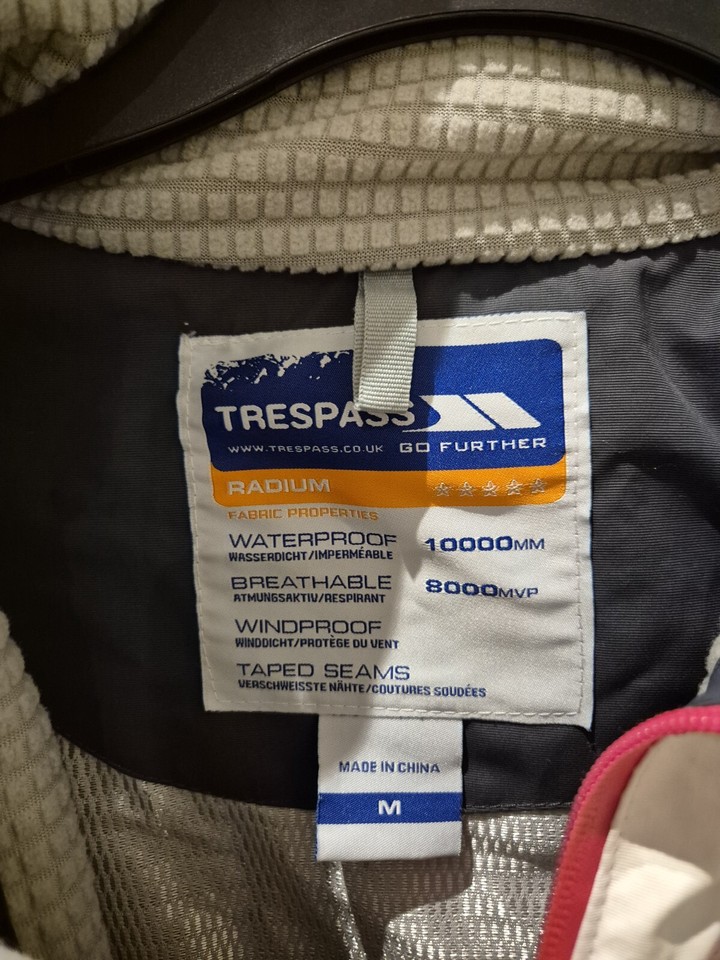 TRESPASS
WWW.TRESPASS.CO.UK GO FURTHER
RADIUM
FABRIC PROPERTIES
WATERPROOF 10000MM
WASSERDICHT/IMPERMÉABLE
BREATHABLE 8000MVP
ATMUNGSAKTIV/RESPIRANT
WINDPROOF
WINDDICHT/PROTÈGE DU VENT
TAPED SEAMS
VERSCHWEISSTE NÄHTE/COUTURES SOUDÉES
MADE IN CHINA
M